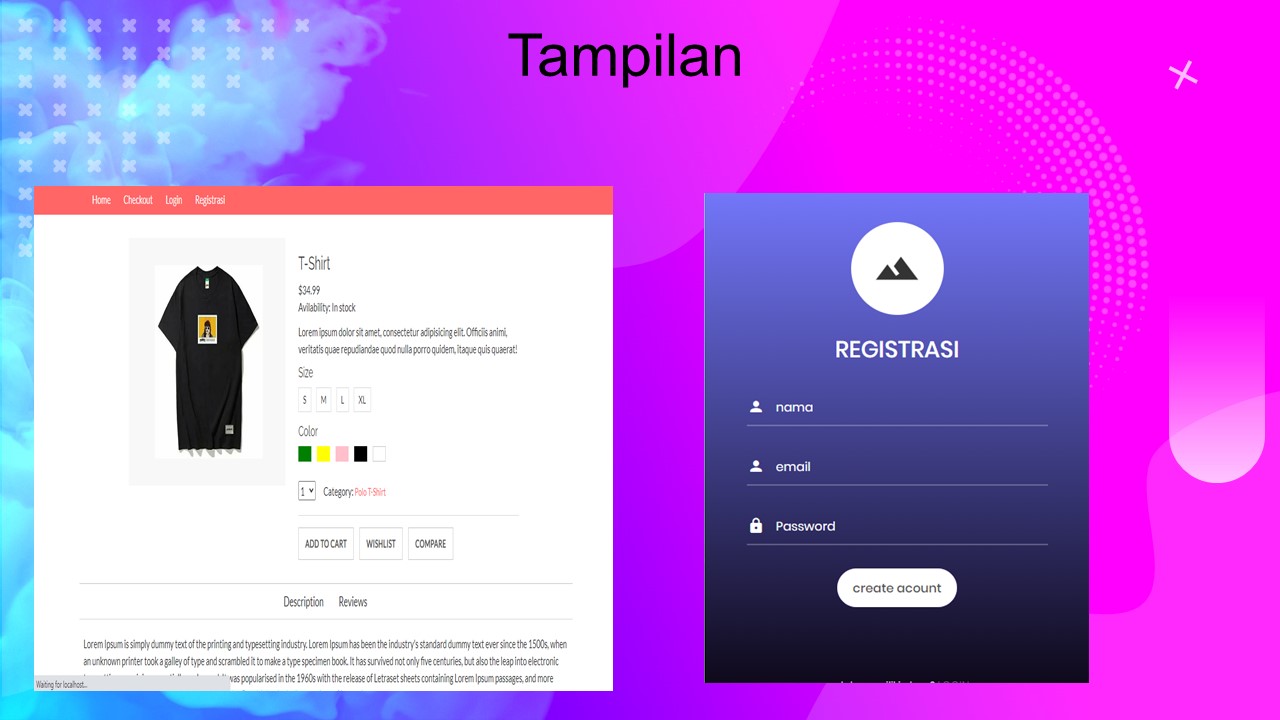 Tampilan
Home Checkout Login Registrasi
T-Shirt
$34.99
Avilability: In stock
Lorem ipsum dolor sit amet, consectetur adipisicing elit. Officiis animi,
veritatis quae repudiandae quod nulla porro quidem, itaque quis quaerat!
Size
S M L XL
Color
1 Category: Polo T-Shirt
ADD TO CART WISHLIST COMPARE
Description Reviews
Lorem Ipsum is simply dummy text of the printing and typesetting industry. Lorem Ipsum has been the industry's standard dummy text ever since the 1500s, when
an unknown printer took a galley of type and scrambled it to make a type specimen book. It has survived not only five centuries, but also the leap into electronic
was popularised in the 1960s with the release of Letraset sheets containing Lorem Ipsum passages, and more
Waiting for localhost...
REGISTRASI
nama
email
Password
create acount